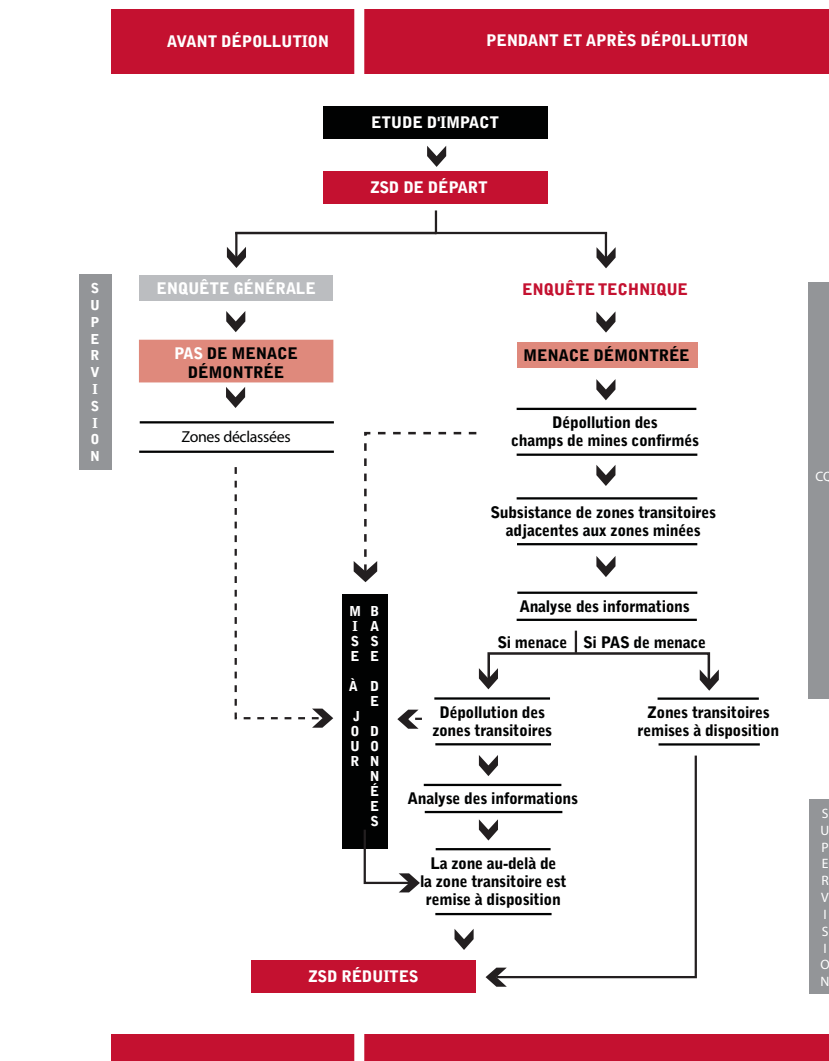 AVANT DÉPOLLUTION
PENDANT ET APRÈS DÉPOLLUTION
ETUDE D'IMPACT
ZSD DE DÉPART
SUPERVISION
ENQUÊTE GÉNÉRALE
PAS DE MENACE
DÉMONTRÉE
Zones déclassées
ENQUÊTE TECHNIQUE
MENACE DÉMONTRÉE
Dépollution des
champs de mines confirmés
Subsistance de zones transitoires
adjacentes aux zones minées
Analyse des informations
Si menace
Si PAS de menace
MISE À JOUR
BASE DE DONNÉES
Dépollution des
zones transitoires
Zones transitoires
remises à disposition
Analyse des informations
La zone au-delà de
la zone transitoire est
remise à disposition
ZSD RÉDUITES
SUPERVISION